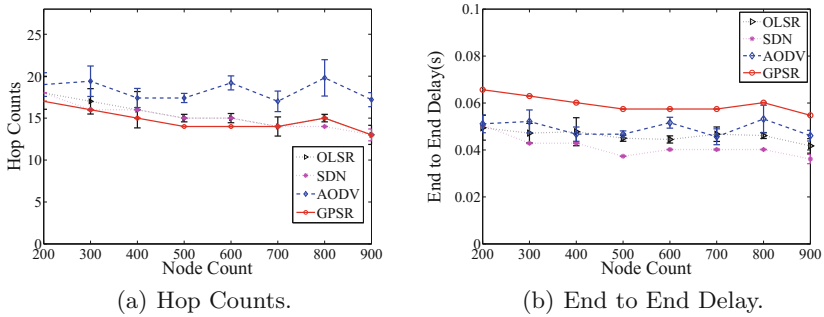 25
20
15
10
5
0
Hop Counts
200 300 400 500 600 700 800 900
Node Count
OLSR
SDN
AODV
GPSR
(a) Hop Counts.
0.1
0.08
0.06
0.04
0.02
0
End to End Delay(s)
200 300 400 500 600 700 800 900
Node Count
OLSR
SDN
AODV
GPSR
(b) End to End Delay.